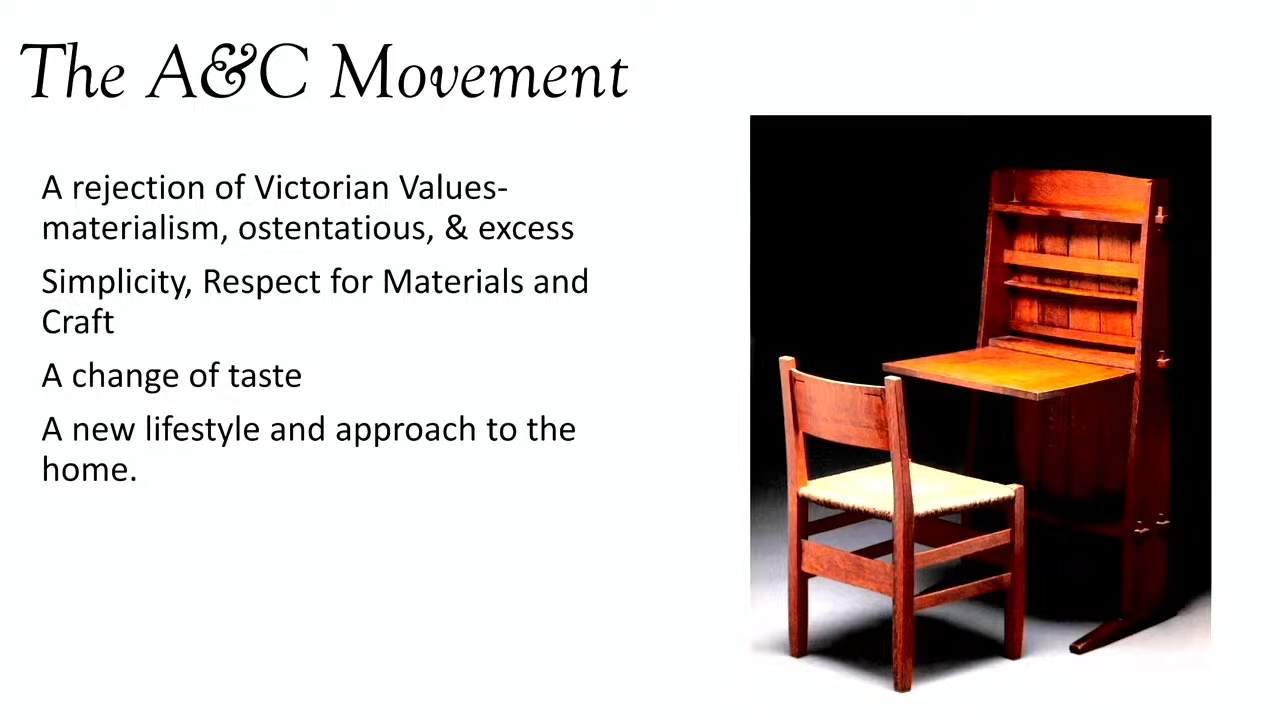 The A&C Movement
A rejection of Victorian Values-
materialism, ostentatious, & excess
Simplicity, Respect for Materials and
Craft
A change of taste
A new lifestyle and approach to the
home.